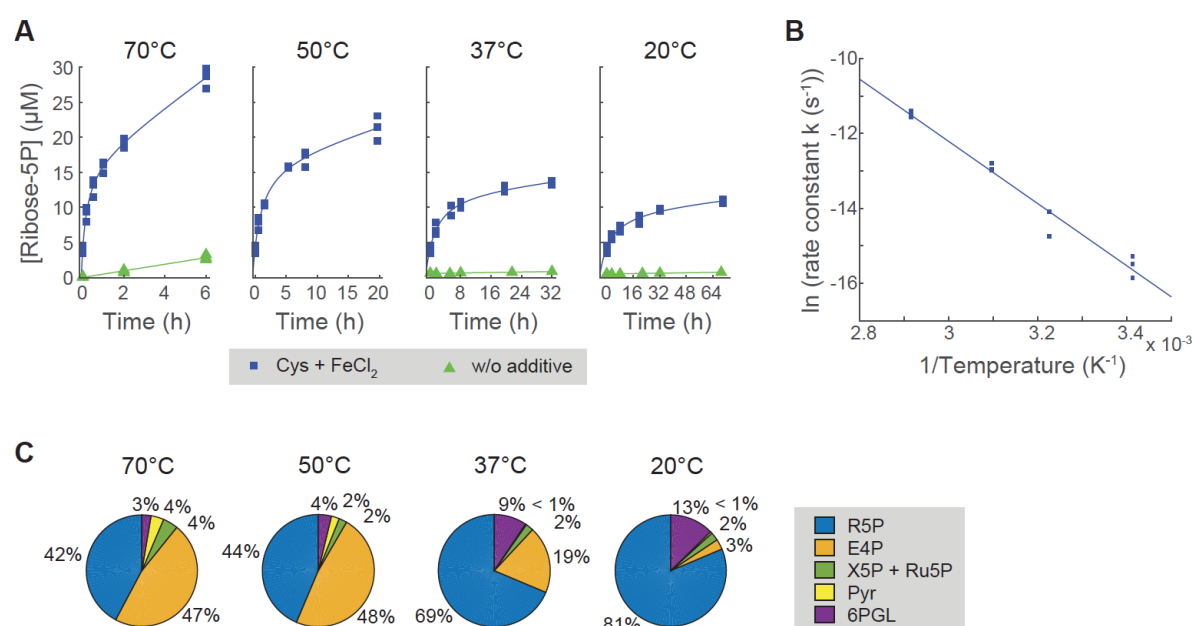 A
70°C
50°C
37°C
20°C
B
[Ribose-5P] (µM)
30
25
20
15
10
5
0
0 2 4 6
0 5 10 15 20
0 8 16 24 32
0 16 32 48 64
Time (h)
Time (h)
Time (h)
Time (h)
Cys + FeCl₂
w/o additive
ln (rate constant k (s⁻¹))
-10
-12
-14
-16
2.8 3 3.2 3.4
x 10⁻³
1/Temperature (K⁻¹)
C
70°C
50°C
37°C
20°C
3% 4% 4%
42%
47%
4% 2% 2%
44%
48%
9% < 1%
2%
19%
69%
13% < 1%
2%
3%
81%
R5P
E4P
X5P + Ru5P
Pyr
6PGL